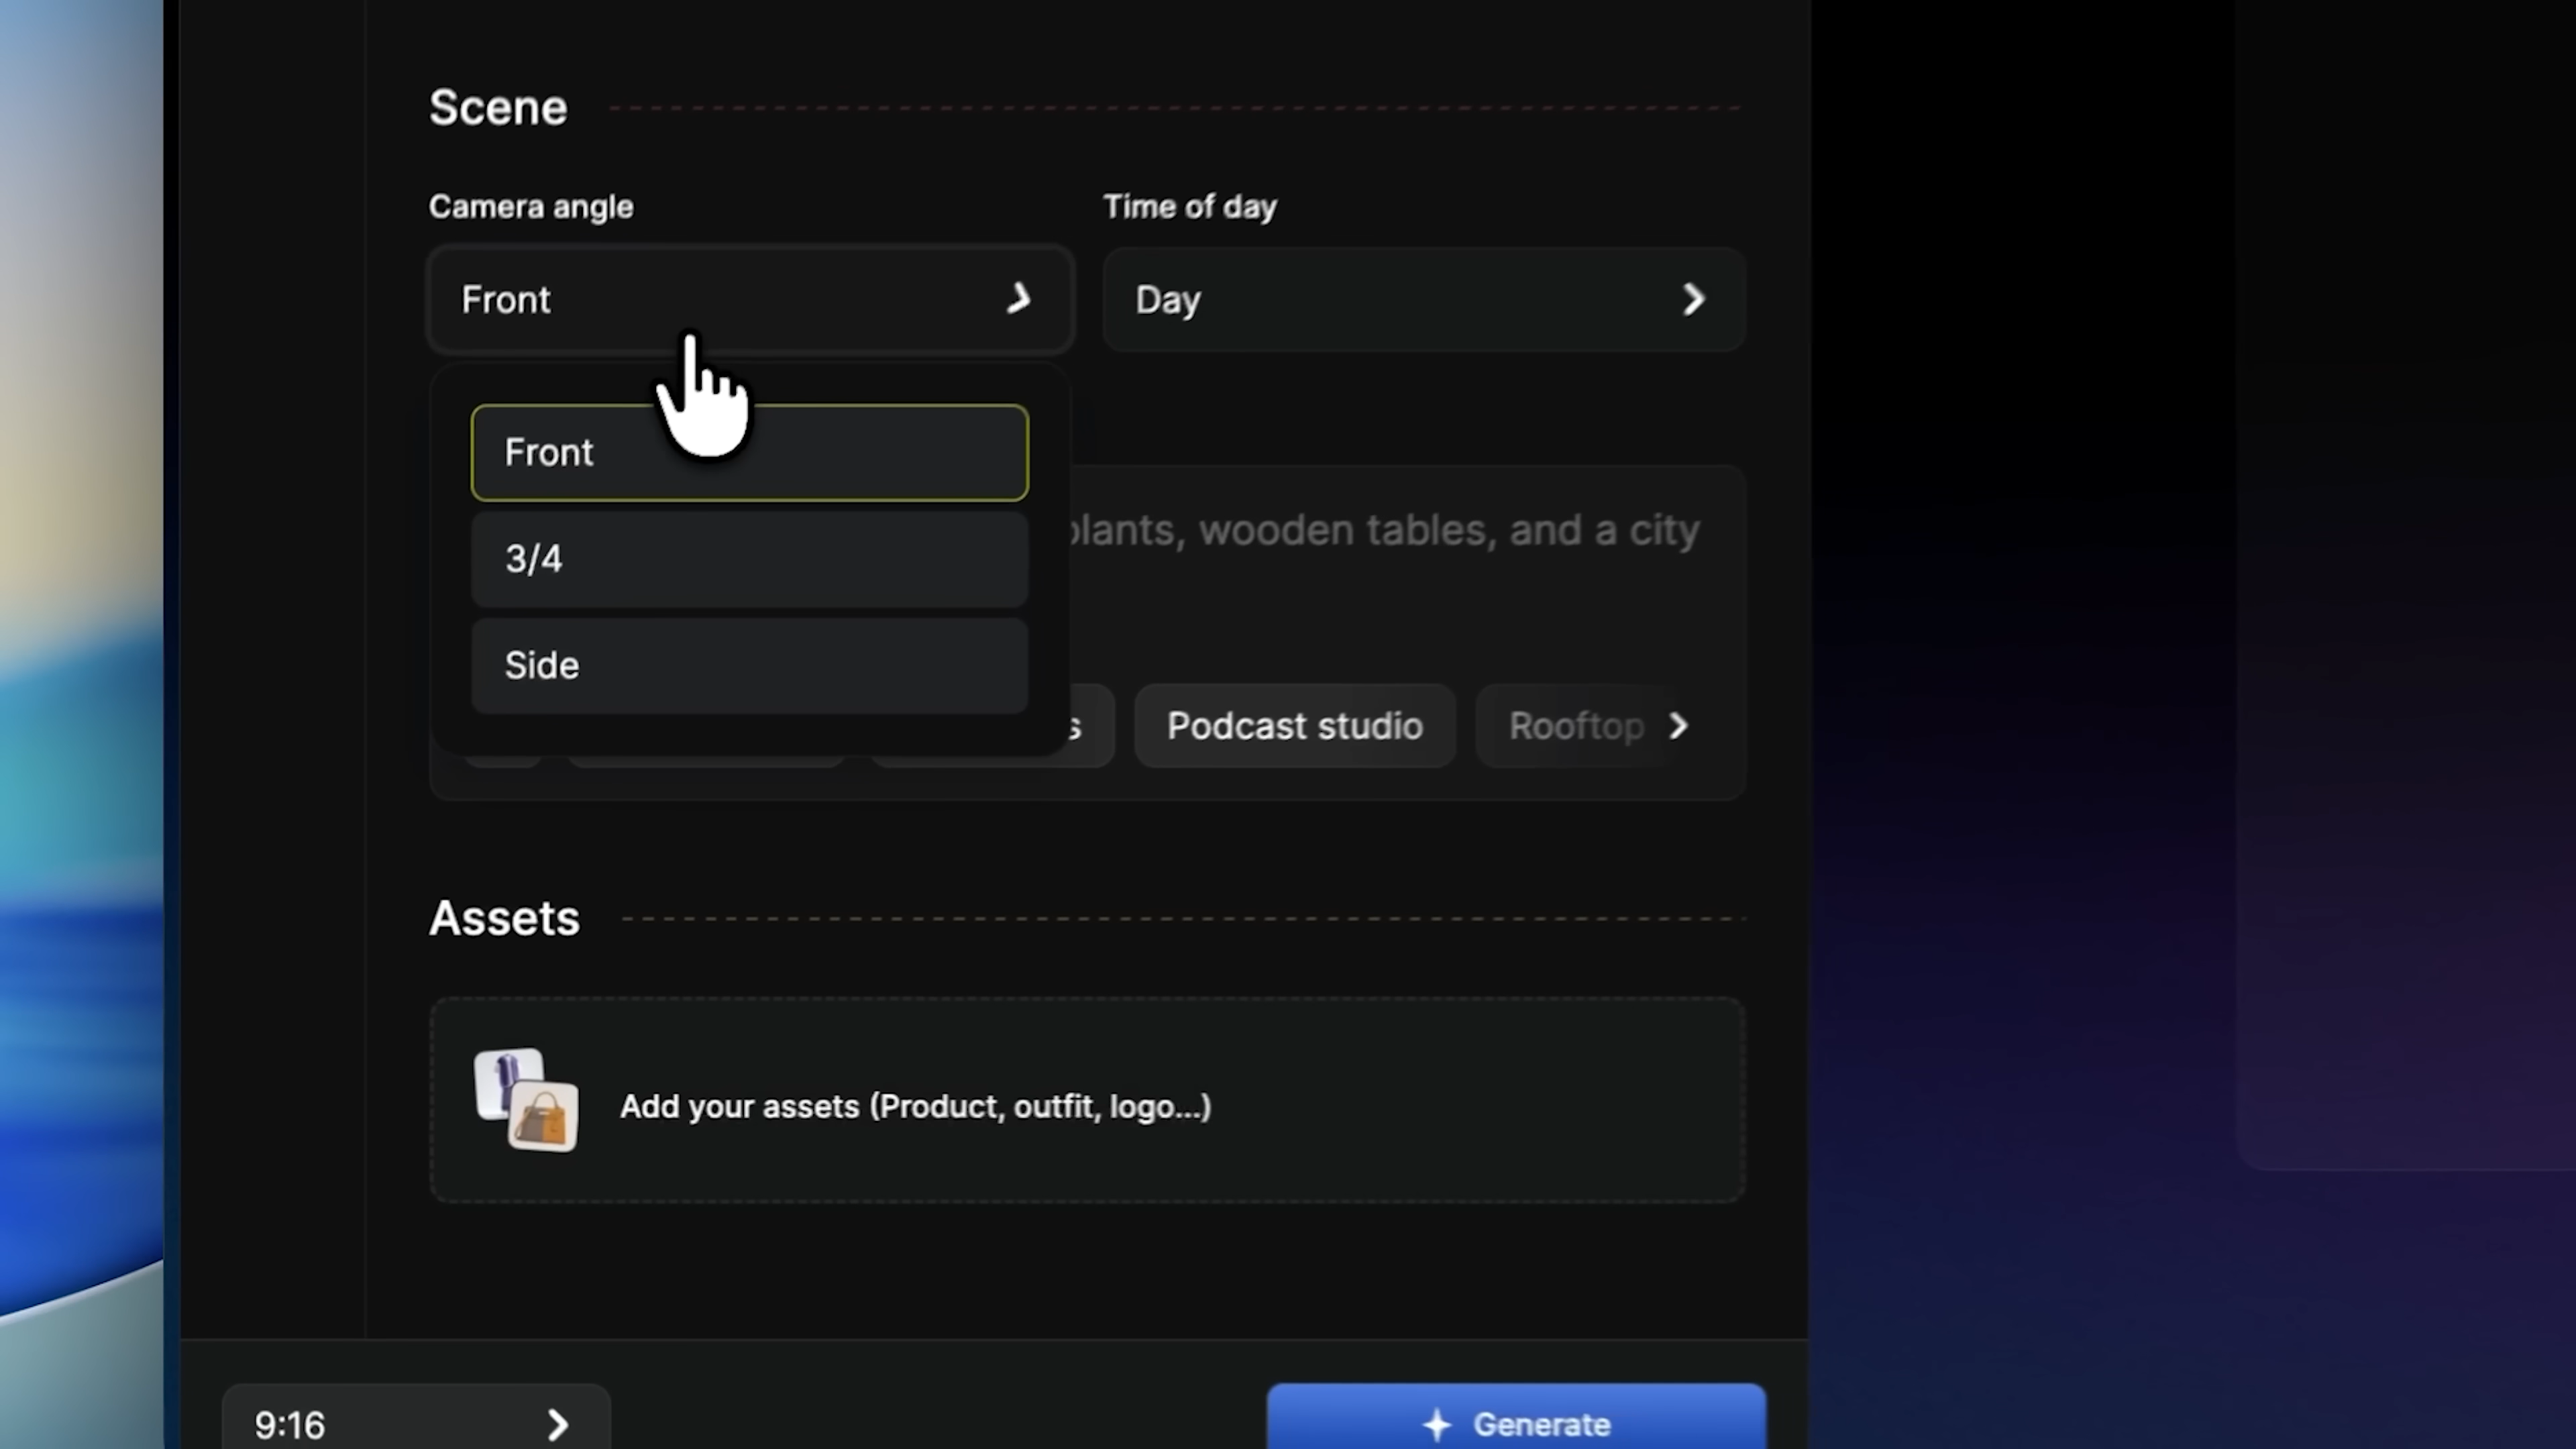 Scene
Camera angle
Time of day
Front
Day
Front
3/4
Side
plants, wooden tables, and a city
Podcast studio
Rooftop
Assets
Add your assets (Product, outfit, logo...)
9:16
Generate